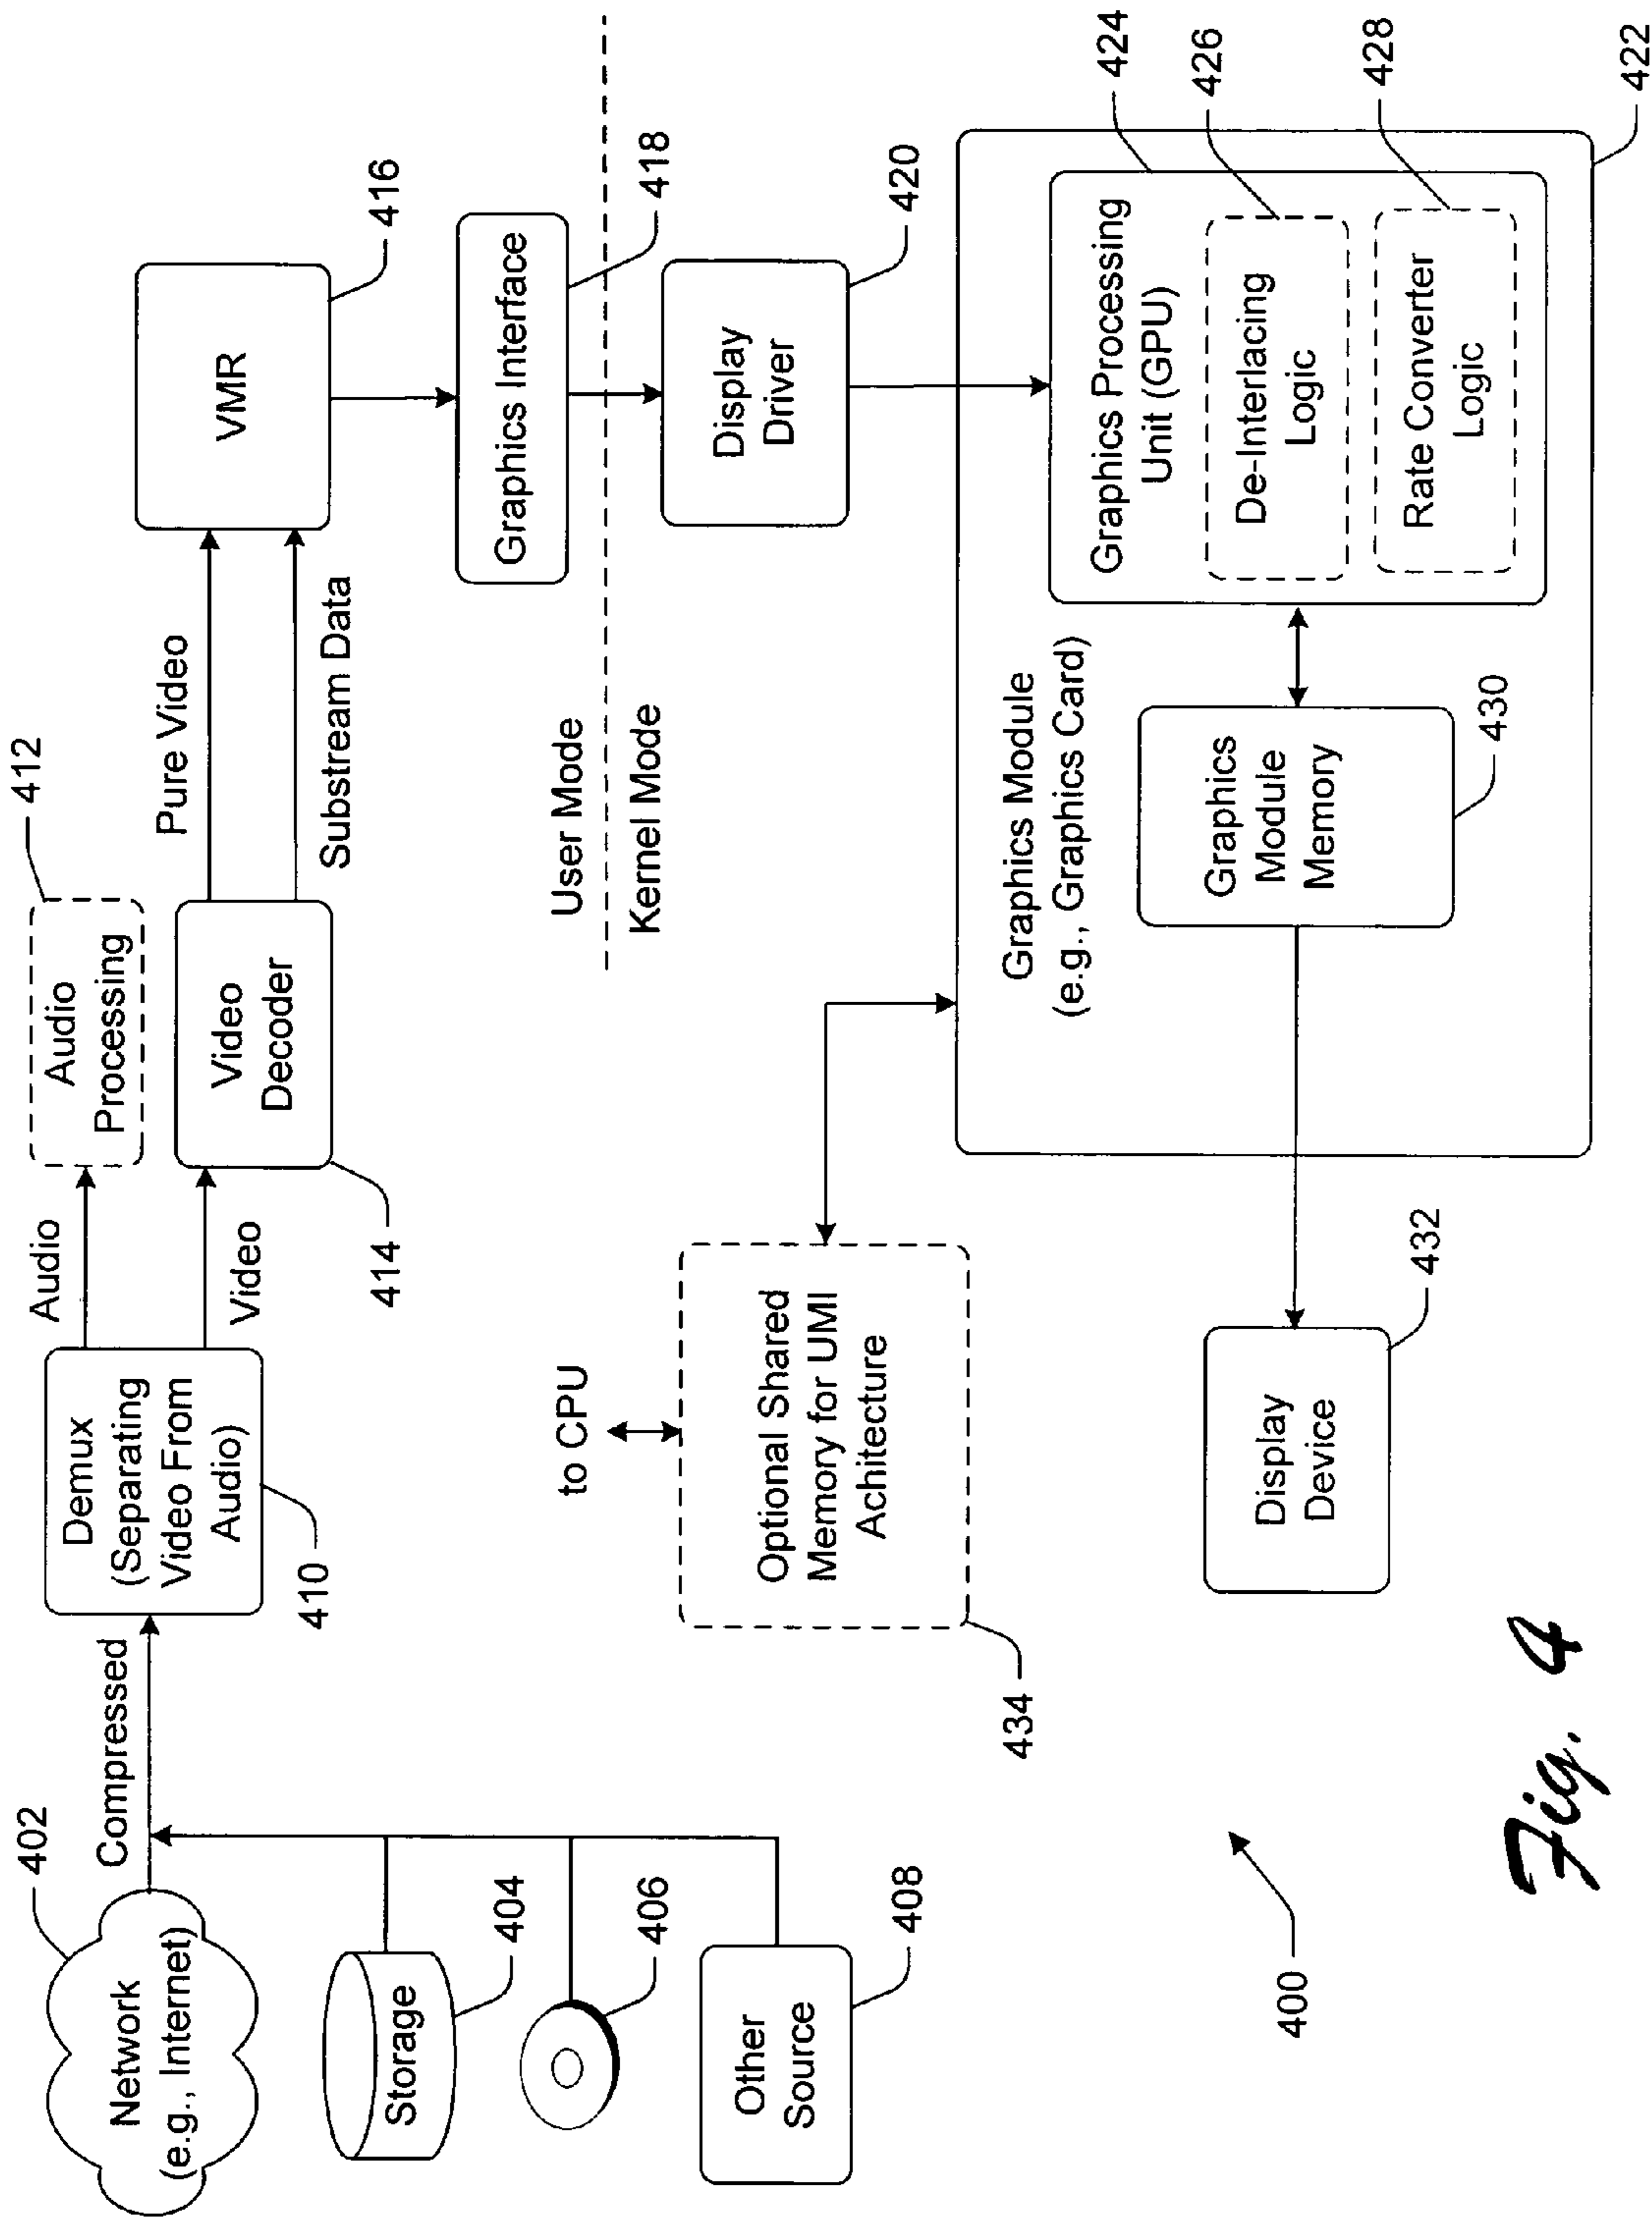 402
Network
(e.g., Internet)
Compressed
Storage
404
406
Other
Source
408
Demux
(Separating
Video From
Audio)
410
Audio
Video
412
Audio
Processing
Video
Decoder
414
Pure Video
Substream Data
VMR
416
Graphics Interface
418
User Mode
Kernel Mode
Display
Driver
420
to CPU
Optional Shared
Memory for UMI
Achitecture
434
Graphics Module
(e.g., Graphics Card)
Graphics Processing
Unit (GPU)
De-Interlacing
Logic
Rate Converter
Logic
424
426
428
422
Graphics
Module
Memory
430
Display
Device
432
400
Fig. 4